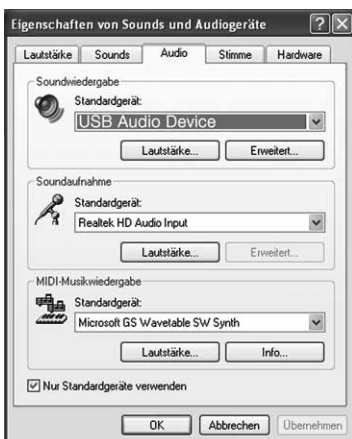 Eigenschaften von Sounds und Audiogeräte
Lautstärke Sounds Audio Stimme Hardware
Soundwiedergabe
Standardgerät:
USB Audio Device
Lautstärke... Erweitert...
Soundaufnahme
Standardgerät:
Realtek HD Audio Input
Lautstärke... Erweitert...
MIDI-Musikwiedergabe
Standardgerät:
Microsoft GS Wavetable SW Synth
Lautstärke... Info...
Nur Standardgeräte verwenden
OK Abbrechen Übernehmen